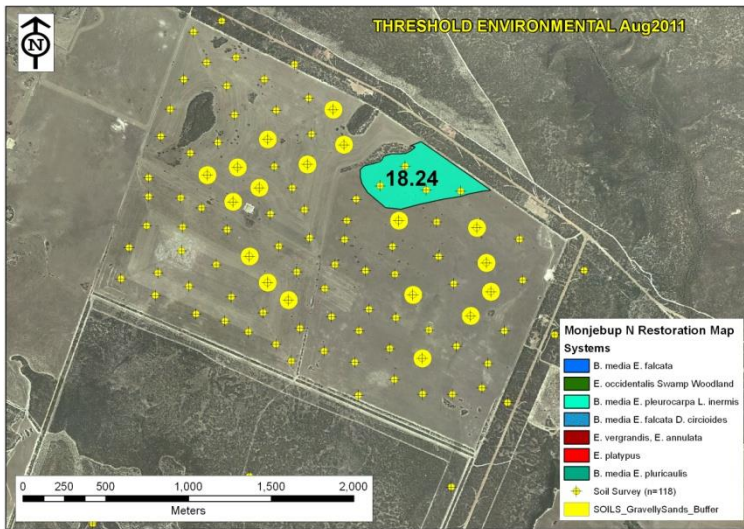 THRESHOLD ENVIRONMENTAL Aug2011
N
18.24
Monjebup N Restoration Map
Systems
B. media E. falcata
E. occidentalis Swamp Woodland
B. media E. pleurocarpa L. inermis
B. media E. falcata D. circioides
E. vergrandis, E. annulata
E. platypus
B. media E. pluricaulis
Soil Survey (n=118)
SOILS_GravellySands_Buffer
0 250 500 1,000 1,500 2,000
Meters